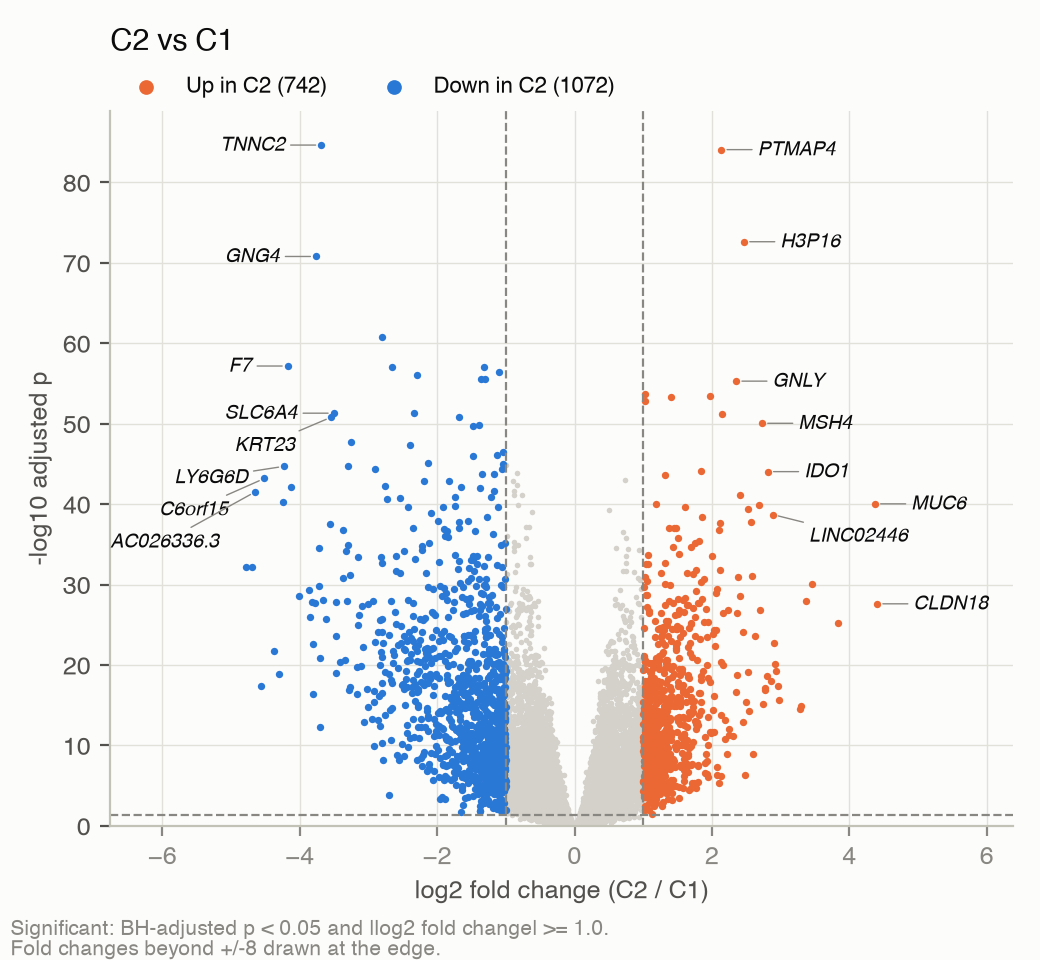 C2 vs C1
Up in C2 (742)
Down in C2 (1072)
TNNC2
PTMAP4
H3P16
GNG4
F7
GNLY
SLC6A4
MSH4
KRT23
LY6G6D
IDO1
C6orf15
MUC6
AC026336.3
LINC02446
CLDN18
80
70
60
50
40
30
20
10
0
-log10 adjusted p
−6
−4
−2
0
2
4
6
log2 fold change (C2 / C1)
Significant: BH-adjusted p < 0.05 and |log2 fold change| >= 1.0.
Fold changes beyond +/-8 drawn at the edge.